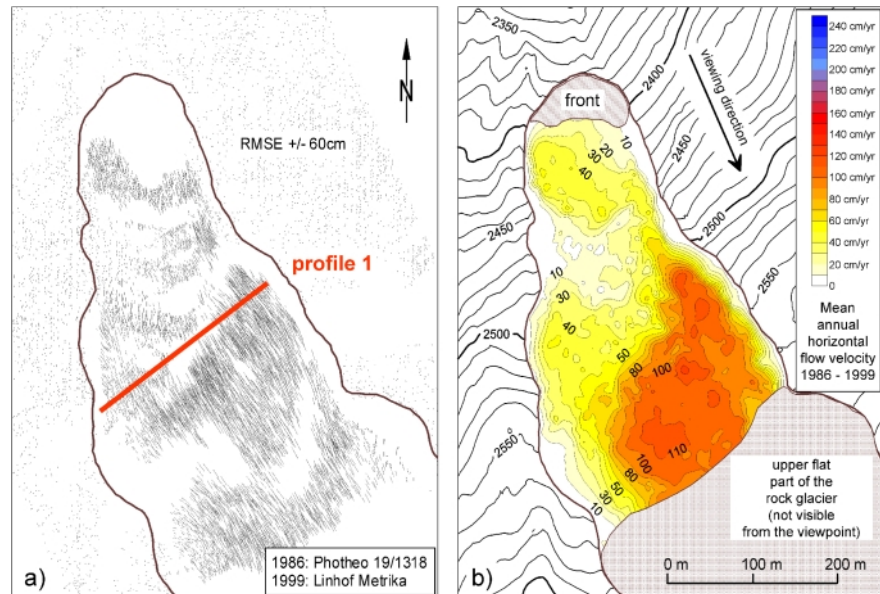 N
RMSE +/- 60cm
profile 1
1986: Photheo 19/1318
1999: Linhof Metrika
a)
2350
2400
2450
2500
2550
2450
2500
2550
viewing
direction
front
10
20
30
40
10
30
40
50
80
100
110
100
80
50
30
10
240 cm/yr
220 cm/yr
200 cm/yr
180 cm/yr
160 cm/yr
140 cm/yr
120 cm/yr
100 cm/yr
80 cm/yr
60 cm/yr
40 cm/yr
20 cm/yr
0
Mean
annual
horizontal
flow velocity
1986 - 1999
upper flat
part of the
rock glacier
(not visible
from the viewpoint)
0 m 100 m 200 m
b)